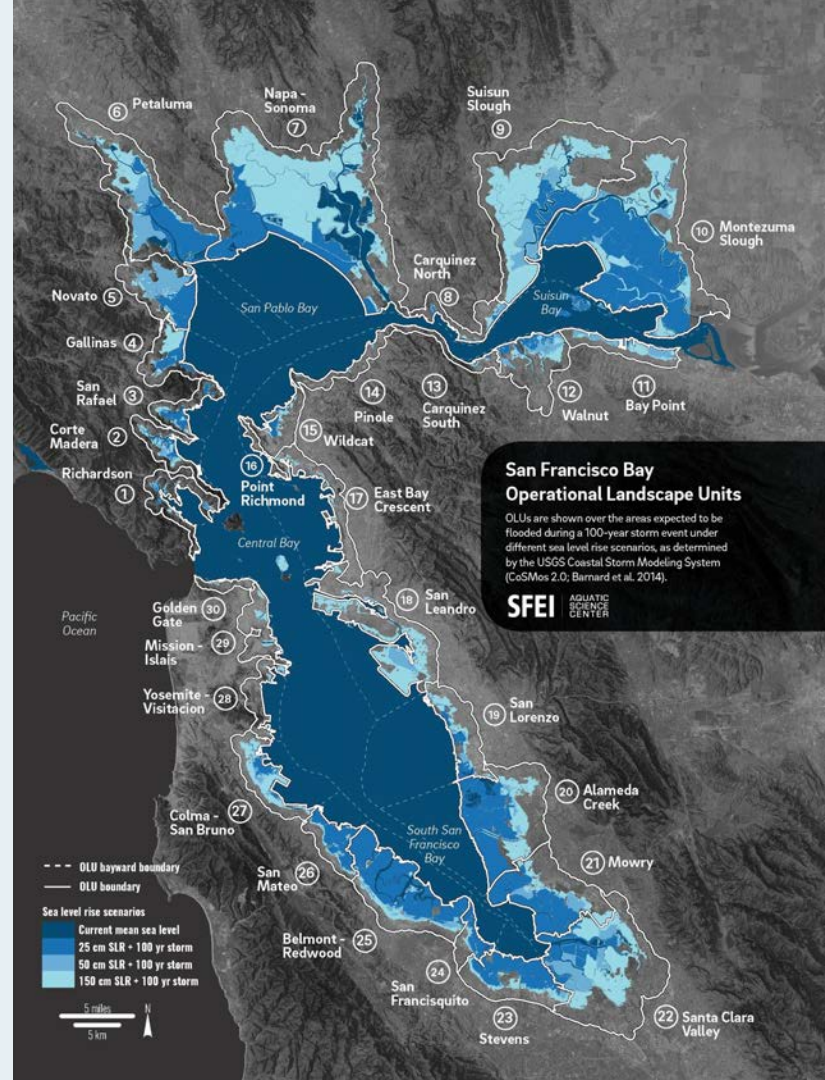 6 Petaluma
Napa -
Sonoma
7
Suisun
Slough
9
10 Montezuma
Slough
Carquinez
North
8
Novato
5
San Pablo Bay
Suisun
Bay
Gallinas 4
San
Rafael 3
14
Pinole
13
Carquinez
South
12
Walnut
11
Bay Point
Corte
Madera 2
15 Wildcat
Richardson
1
16
Point
Richmond
17 East Bay
Crescent
Central Bay
San Francisco Bay
Operational Landscape Units
OLUs are shown over the areas expected to be
flooded during a 100-year storm event under
different sea level rise scenarios, as determined
by the USGS Coastal Storm Modeling System
(CoSMos 2.0; Barnard et al. 2014).
SFEI
AQUATIC
SCIENCE
CENTER
Pacific
Ocean
Golden
Gate 30
Mission -
Islais 29
Yosemite -
Visitacion 28
18 San
Leandro
19 San
Lorenzo
20 Alameda
Creek
27
Colma -
San Bruno
South San
Francisco
Bay
21 Mowry
San
Mateo 26
Belmont -
Redwood 25
24
San
Francisquito
23
Stevens
22 Santa Clara
Valley
OLU bayward boundary
OLU boundary
Sea level rise scenarios
Current mean sea level
25 cm SLR + 100 yr storm
50 cm SLR + 100 yr storm
150 cm SLR + 100 yr storm
5 miles
5 km
N